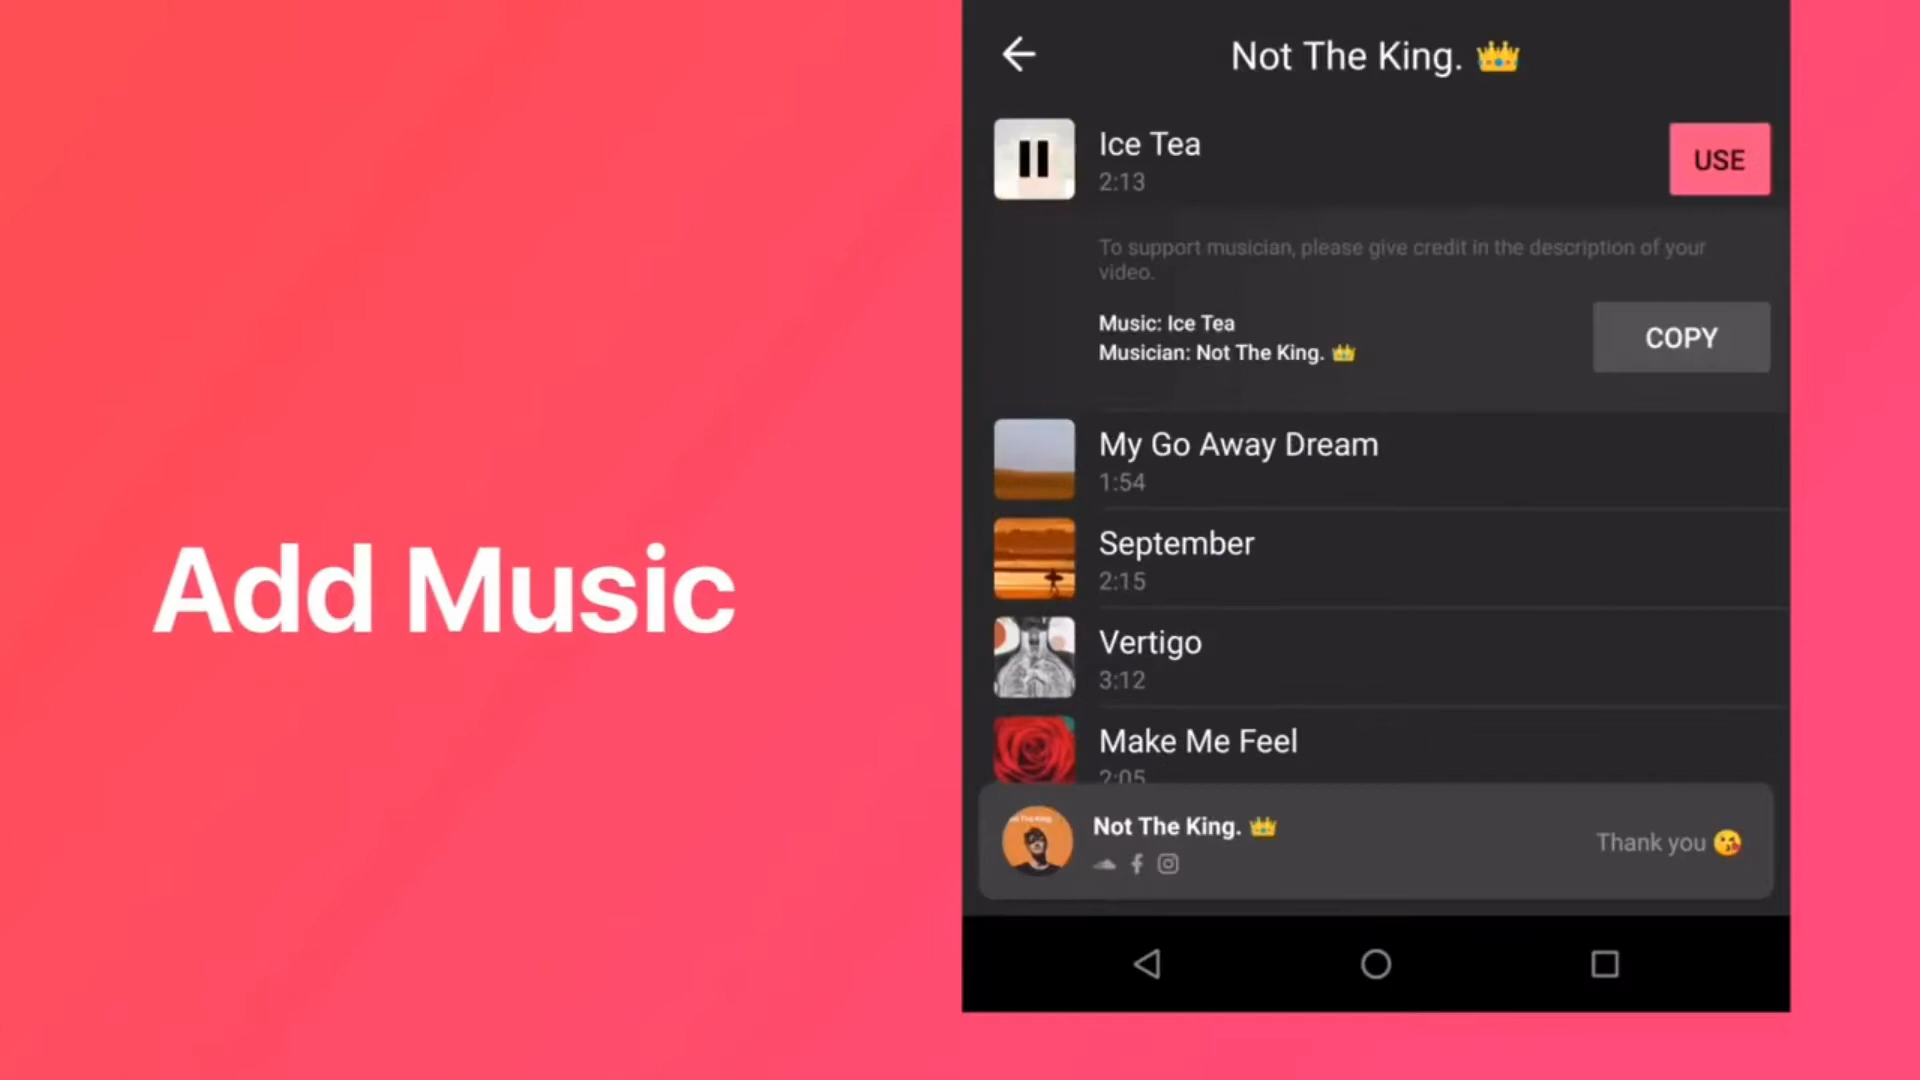 Add Music
Not The King. 👑
Ice Tea
2:13
USE
To support musician, please give credit in the description of your
video.
Music: Ice Tea
Musician: Not The King. 👑
COPY
My Go Away Dream
1:54
September
2:15
Vertigo
3:12
Make Me Feel
2:05
Not The King. 👑
Thank you 😘